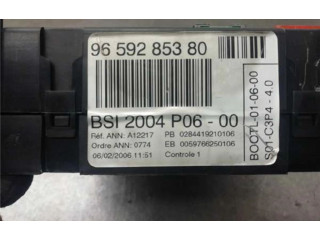 96 592 853 80
BSI 2004 P06 - 00
Réf. ANN: A12217 PB 0284419210106
Ordre ANN: 0774 EB 0059766250106
06/02/2006 11:51 Controle 1
BOOTL-01-06-00
S01-C3P4 - 4.0